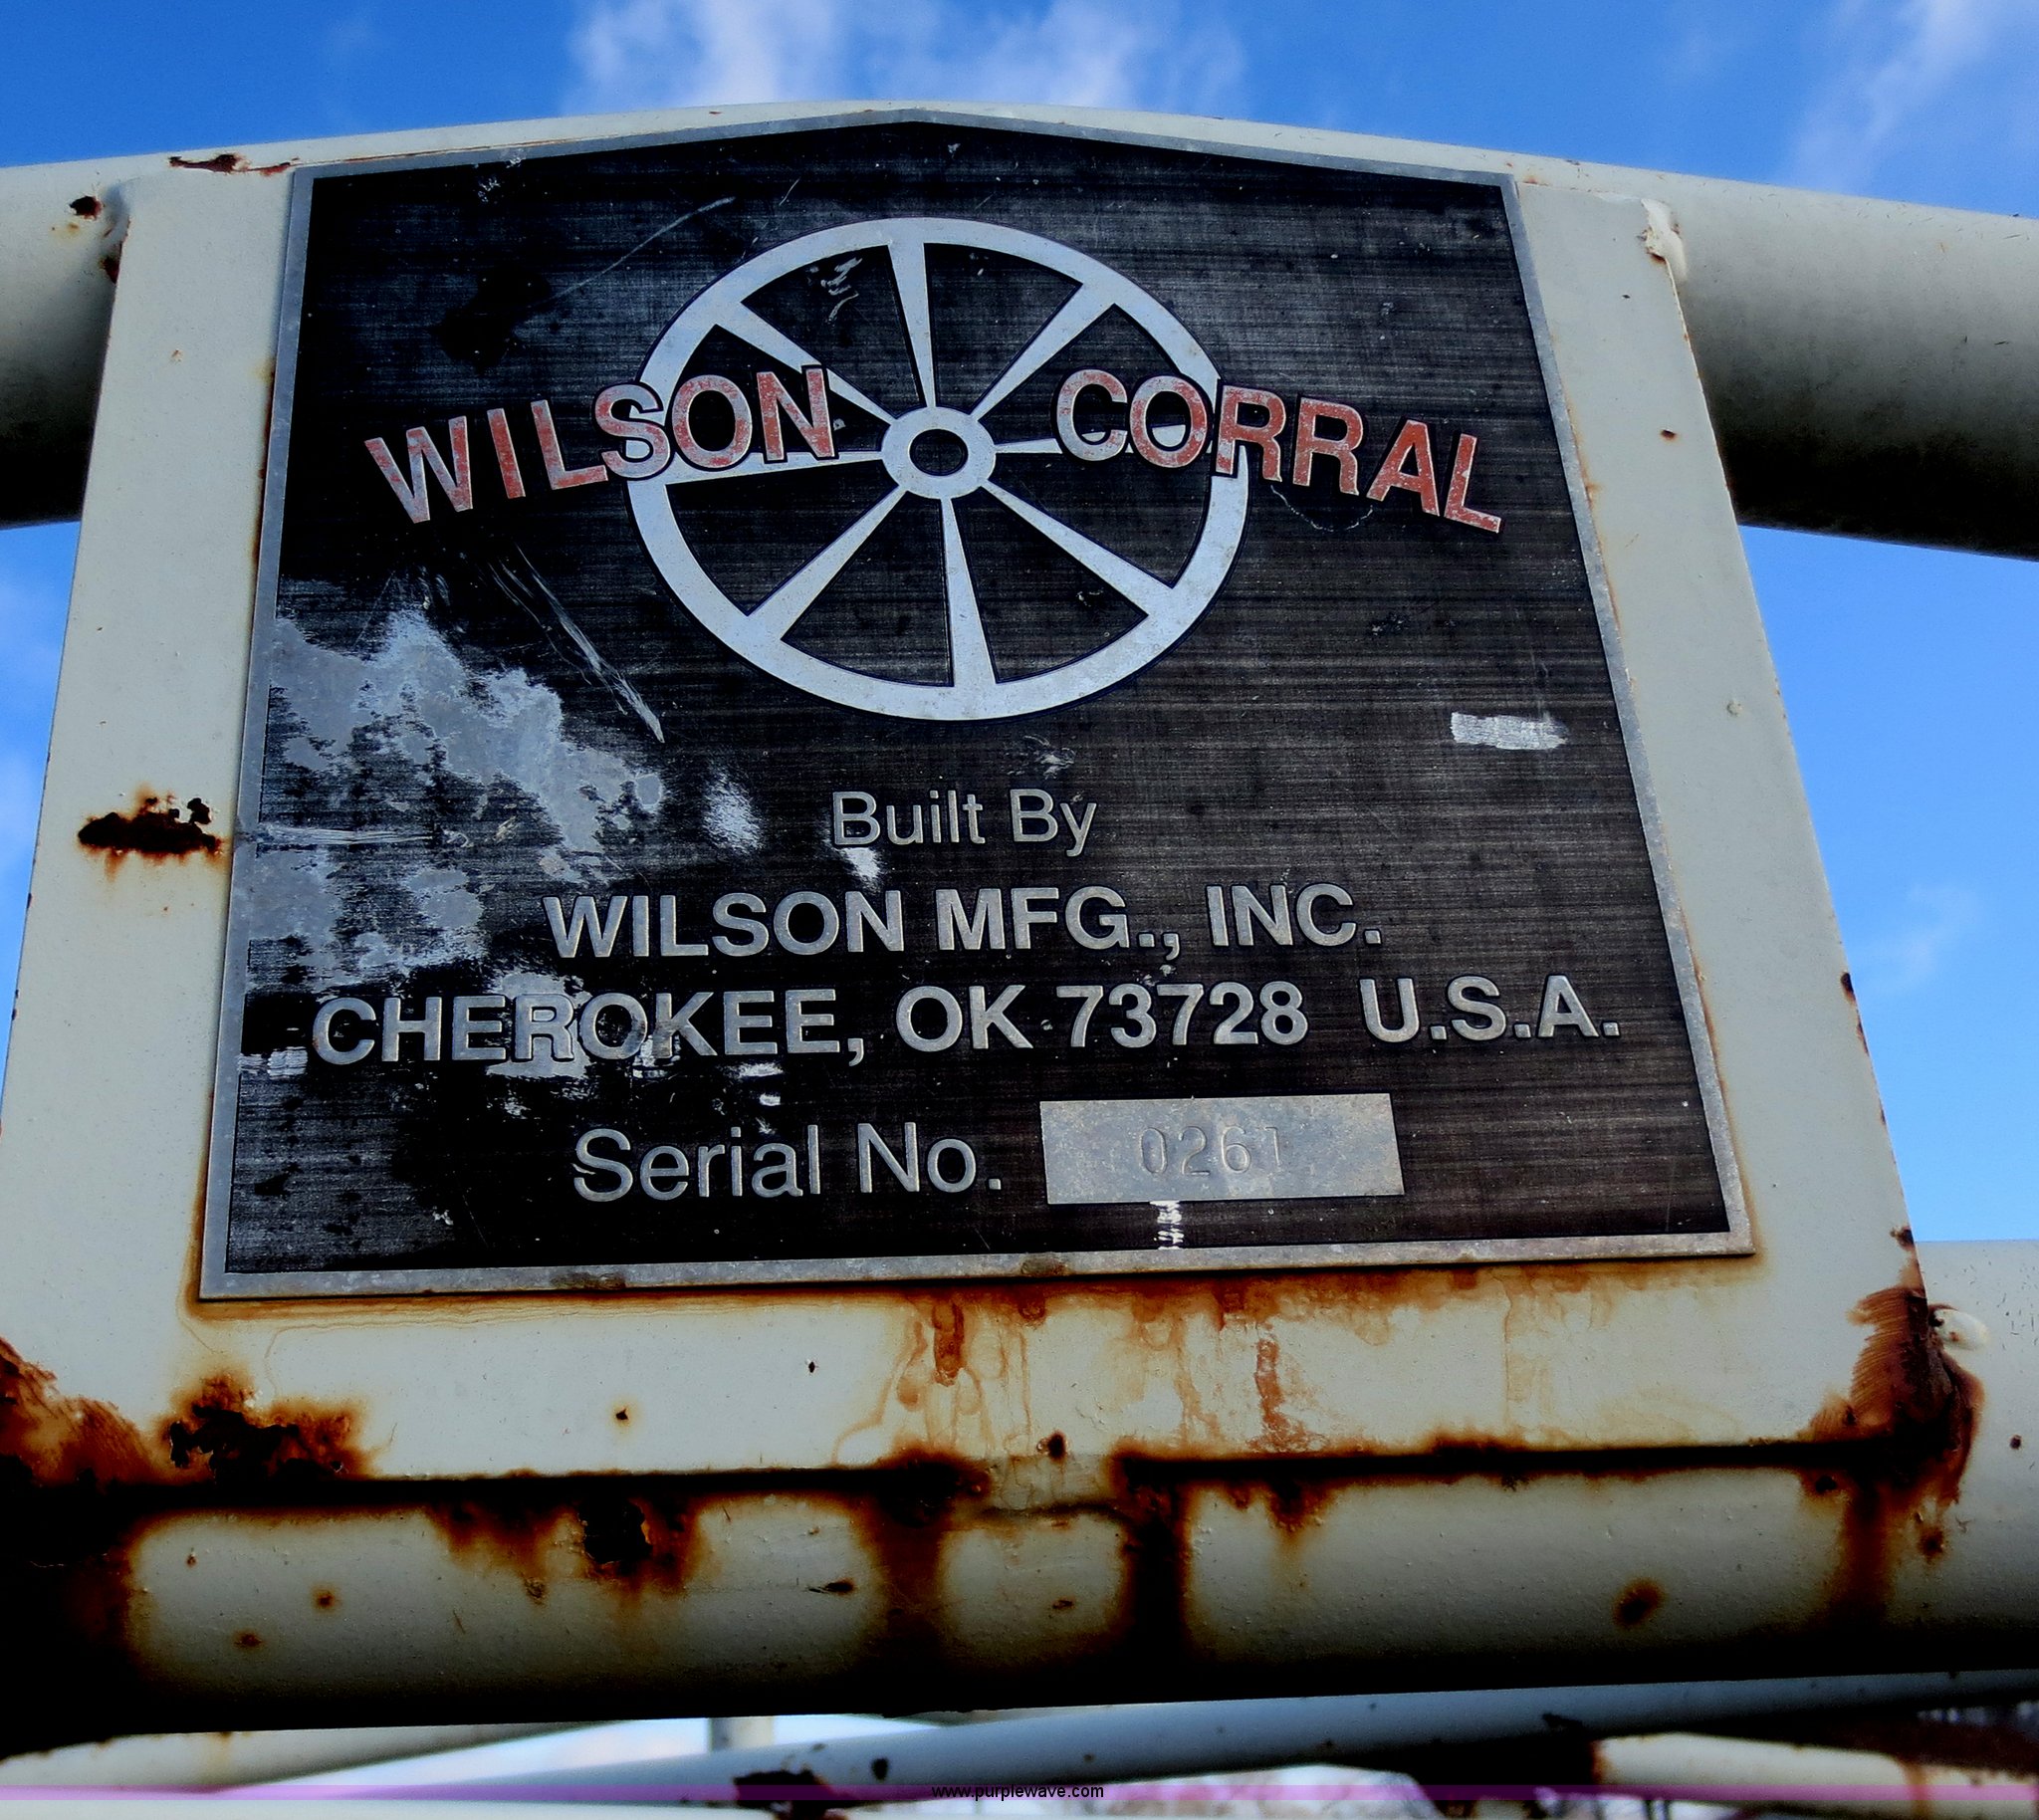 WILSON CORRAL
Built By
WILSON MFG., INC.
CHEROKEE, OK 73728 U.S.A.
Serial No. 0261
www.purplewave.com